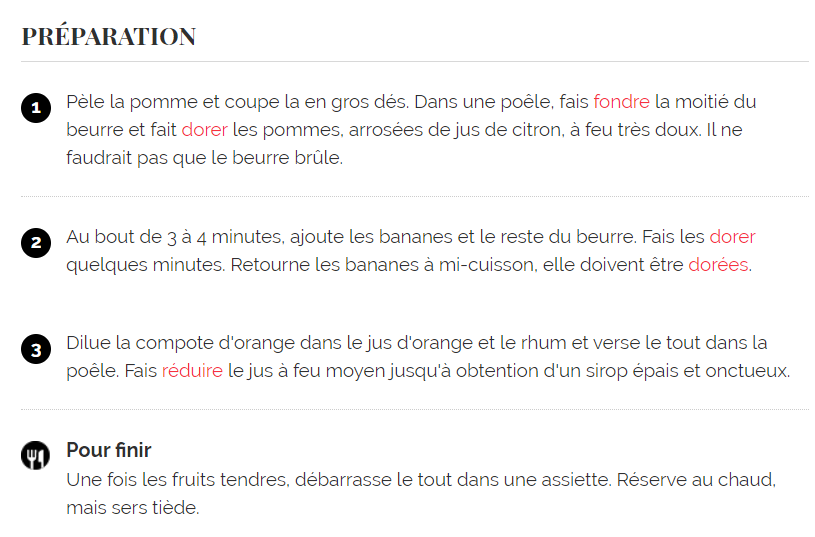 PRÉPARATION
1 Pèle la pomme et coupe la en gros dés. Dans une poêle, fais fondre la moitié du
beurre et fait dorer les pommes, arrosées de jus de citron, à feu très doux. Il ne
faudrait pas que le beurre brûle.
2 Au bout de 3 à 4 minutes, ajoute les bananes et le reste du beurre. Fais les dorer
quelques minutes. Retourne les bananes à mi-cuisson, elle doivent être dorées.
3 Dilue la compote d'orange dans le jus d'orange et le rhum et verse le tout dans la
poêle. Fais réduire le jus à feu moyen jusqu'à obtention d'un sirop épais et onctueux.
Pour finir
Une fois les fruits tendres, débarrasse le tout dans une assiette. Réserve au chaud,
mais sers tiède.